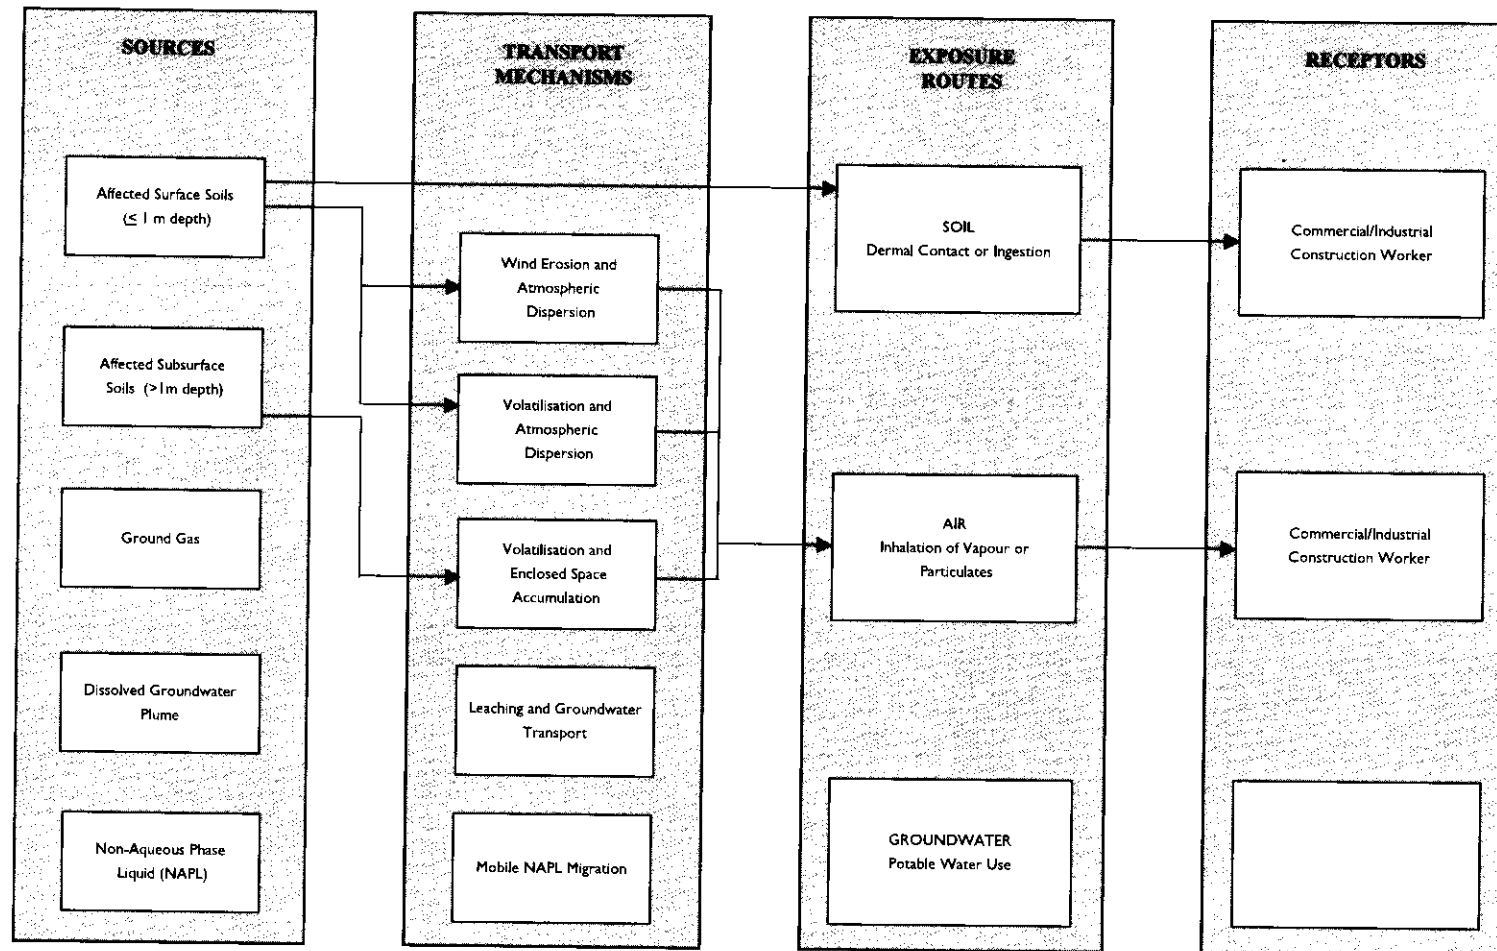 SOURCES
Affected Surface Soils
(≤ 1 m depth)
Affected Subsurface
Soils (>1m depth)
Ground Gas
Dissolved Groundwater
Plume
Non-Aqueous Phase
Liquid (NAPL)
TRANSPORT
MECHANISMS
Wind Erosion and
Atmospheric
Dispersion
Volatilisation and
Atmospheric
Dispersion
Volatilisation and
Enclosed Space
Accumulation
Leaching and Groundwater
Transport
Mobile NAPL Migration
EXPOSURE
ROUTES
SOIL
Dermal Contact or Ingestion
AIR
Inhalation of Vapour or
Particulates
GROUNDWATER
Potable Water Use
RECEPTORS
Commercial/Industrial
Construction Worker
Commercial/Industrial
Construction Worker